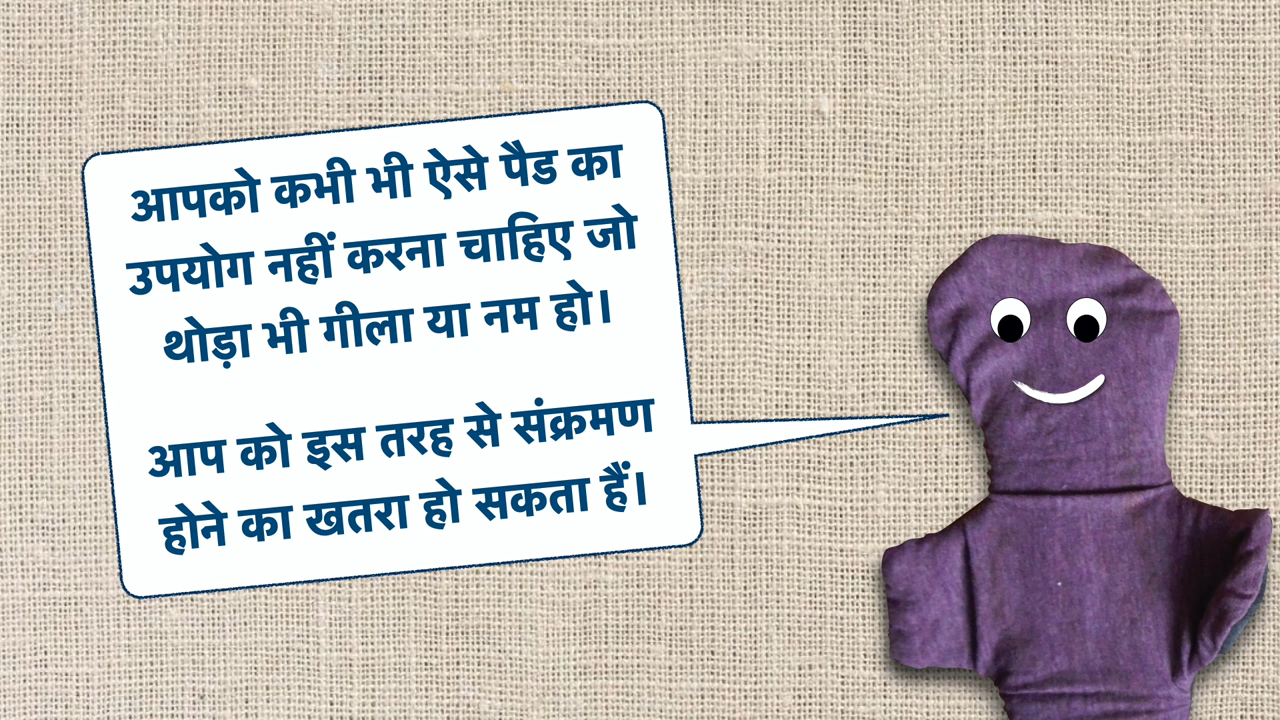 आपको कभी भी ऐसे पैड का
उपयोग नहीं करना चाहिए जो
थोड़ा भी गीला या नम हो।
आप को इस तरह से संक्रमण
होने का खतरा हो सकता हैं।